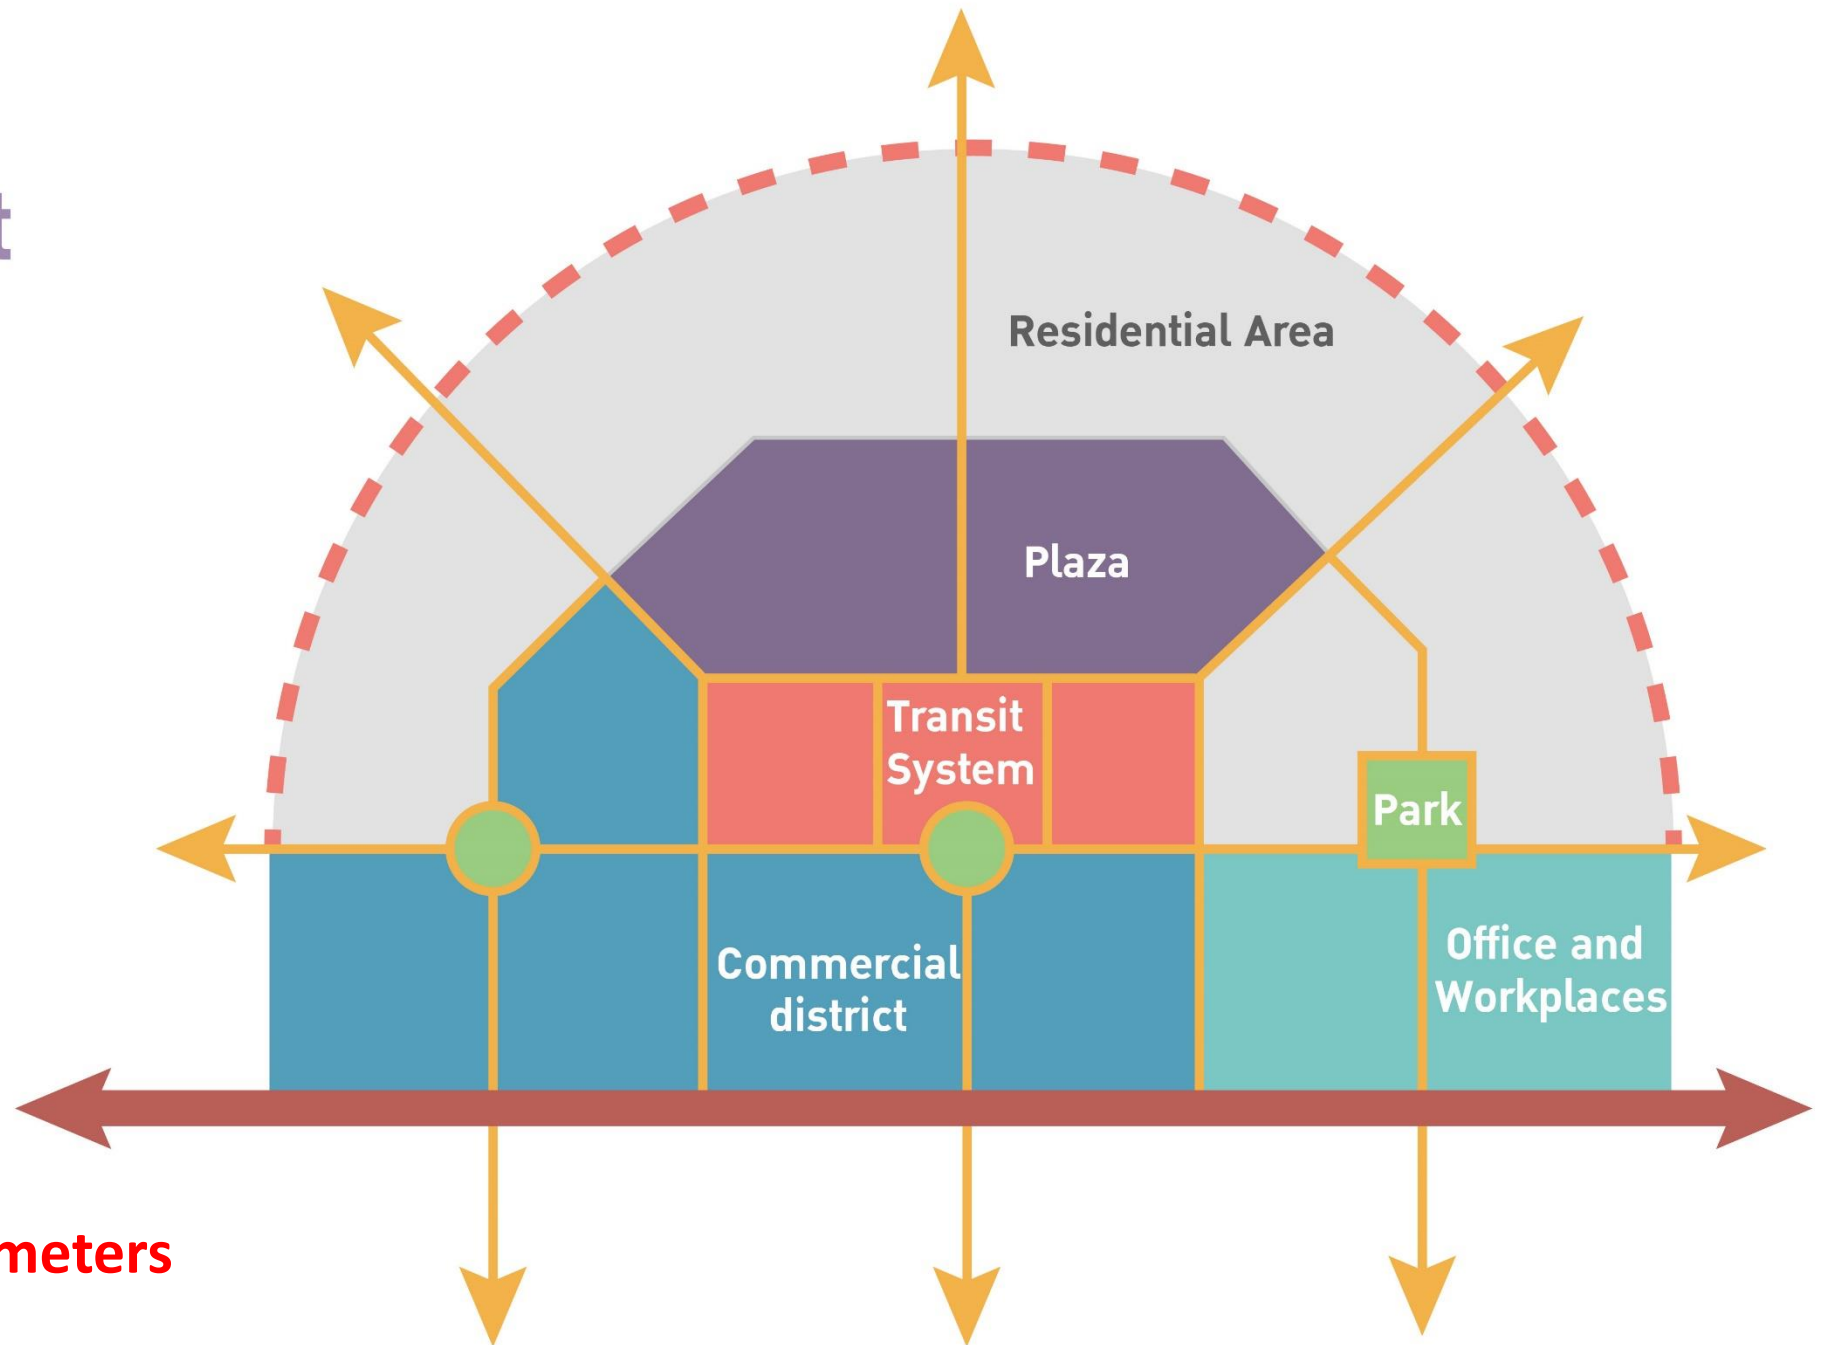 t
Residential Area
Plaza
Transit
System
Park
Commercial
district
Office and
Workplaces
meters